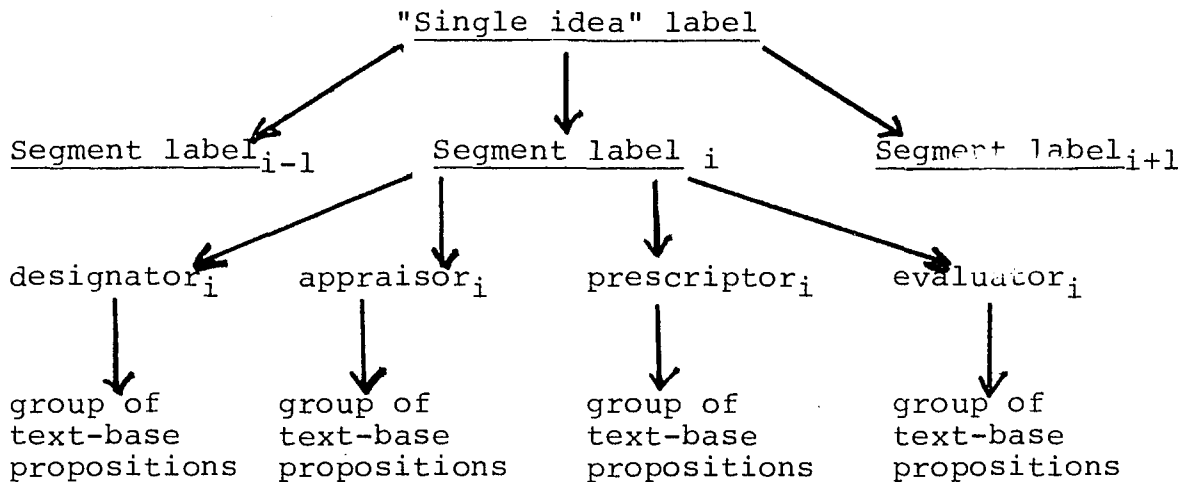 "Single idea" label
Segment label i-1 Segment label i Segment label i+1
designator i appraisor i prescriptor i evaluator i
group of group of group of group of
text-base text-base text-base text-base
propositions propositions propositions propositions